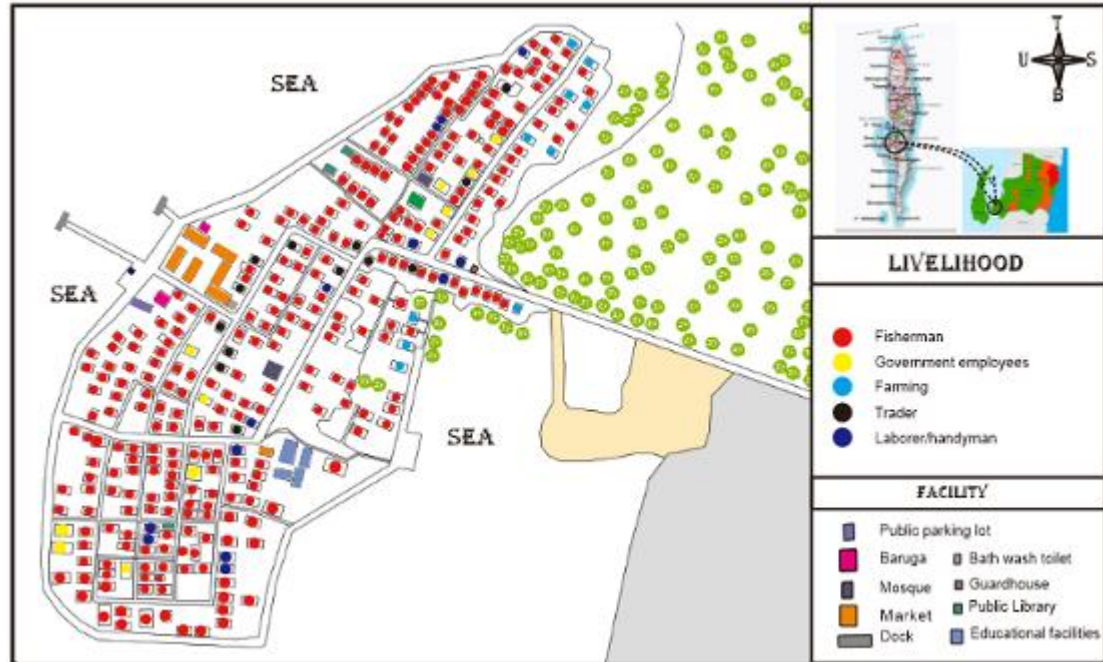 SEA
SEA
SEA
T
U S
B
LIVELIHOOD
Fisherman
Government employees
Farming
Trader
Laborer/handyman
FACILITY
Public parking lot
Baruga
Bath wash toilet
Mosque
Guardhouse
Market
Public Library
Dock
Educational facilities